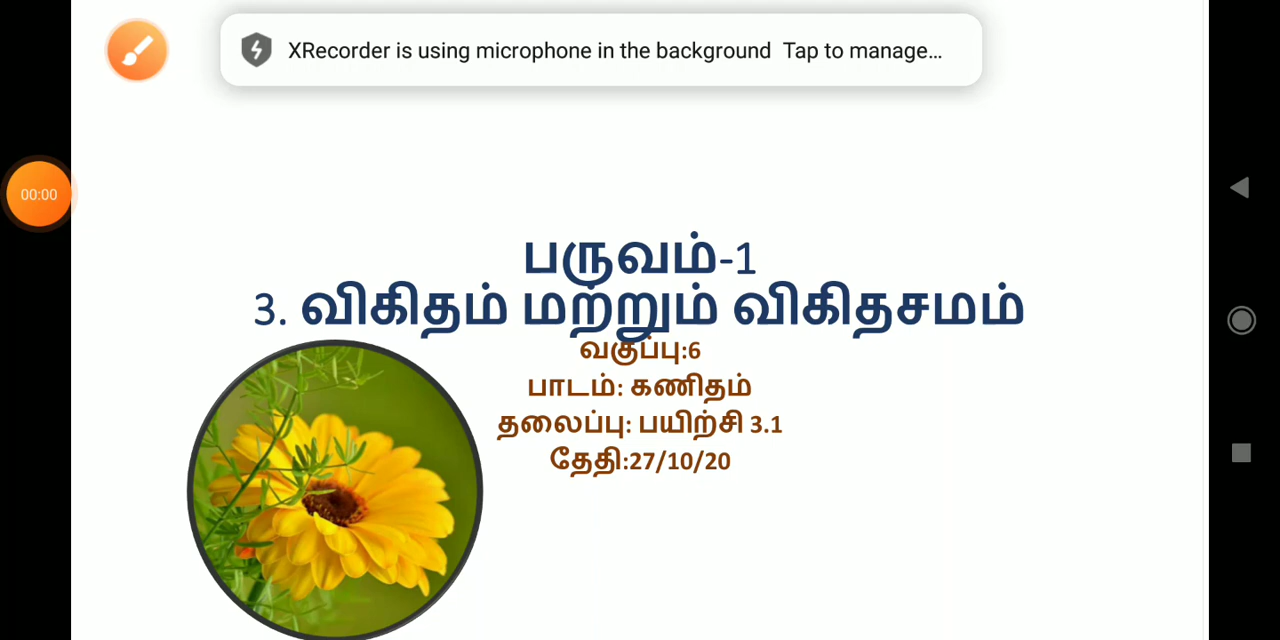 XRecorder is using microphone in the background Tap to manage...
00:00
பருவம்-1
3. விகிதம் மற்றும் விகிதசமம்
வகுப்பு:6
பாடம்: கணிதம்
தலைப்பு: பயிற்சி 3.1
தேதி:27/10/20